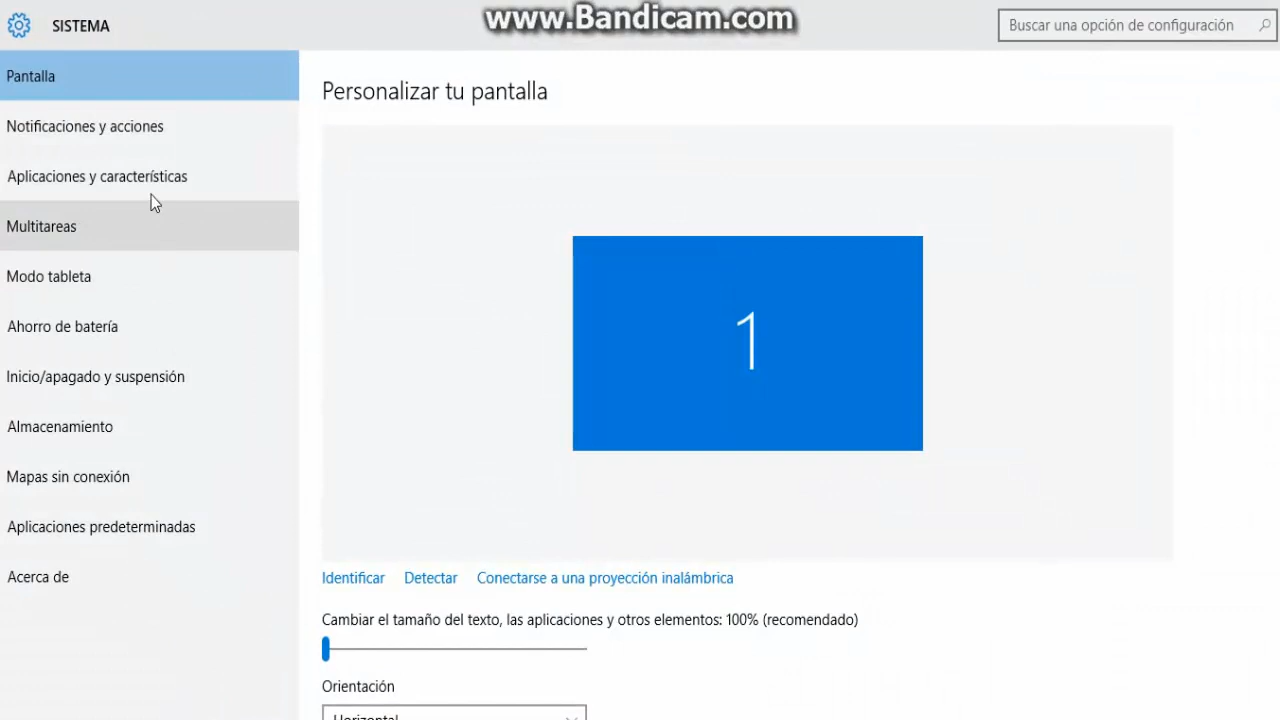 www.Bandicam.com
SISTEMA
Buscar una opción de configuración
Pantalla
Notificaciones y acciones
Aplicaciones y características
Multitareas
Modo tableta
Ahorro de batería
Inicio/apagado y suspensión
Almacenamiento
Mapas sin conexión
Aplicaciones predeterminadas
Acerca de
Personalizar tu pantalla
1
Identificar Detectar Conectarse a una proyección inalámbrica
Cambiar el tamaño del texto, las aplicaciones y otros elementos: 100% (recomendado)
Orientación
Horizontal